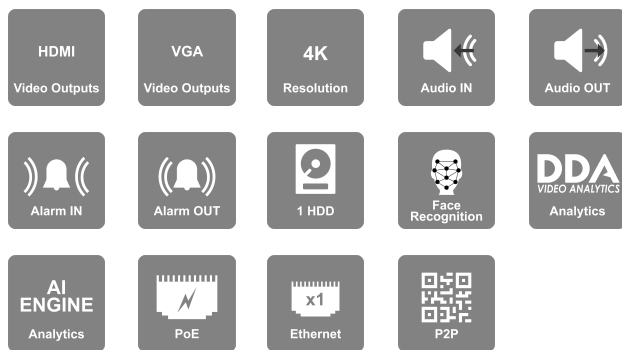 HDMI
Video Outputs
VGA
Video Outputs
4K
Resolution
Audio IN
Audio OUT
Alarm IN
Alarm OUT
1 HDD
Face
Recognition
DDA
VIDEO ANALYTICS
Analytics
AI
ENGINE
Analytics
PoE
x1
Ethernet
P2P